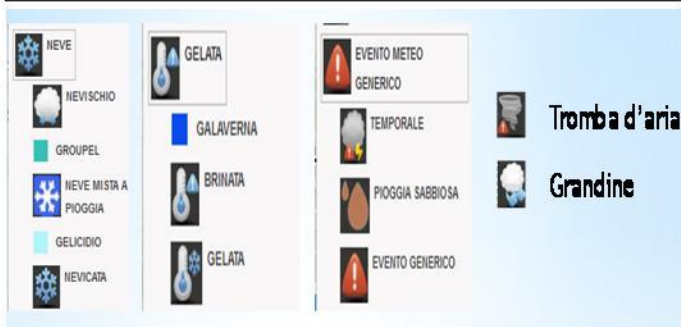 NEVE
NEVISCHIO
GROUPEL
NEVE MISTA A
PIOGGIA
GELICIDIO
NEVICATA
GELATA
GALAVERNA
BRINATA
GELATA
EVENTO METEO
GENERICO
TEMPORALE
PIOGGIA SABBIOSA
EVENTO GENERICO
Tromba d'aria
Grandine